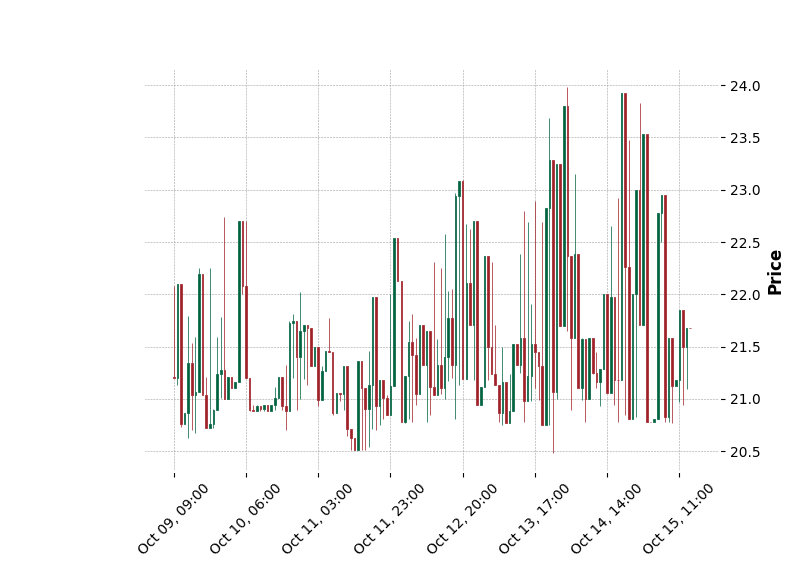 24.0
23.5
23.0
22.5
22.0
21.5
21.0
20.5
Price
Oct 09, 09:00
Oct 10, 06:00
Oct 11, 03:00
Oct 11, 23:00
Oct 12, 20:00
Oct 13, 17:00
Oct 14, 14:00
Oct 15, 11:00